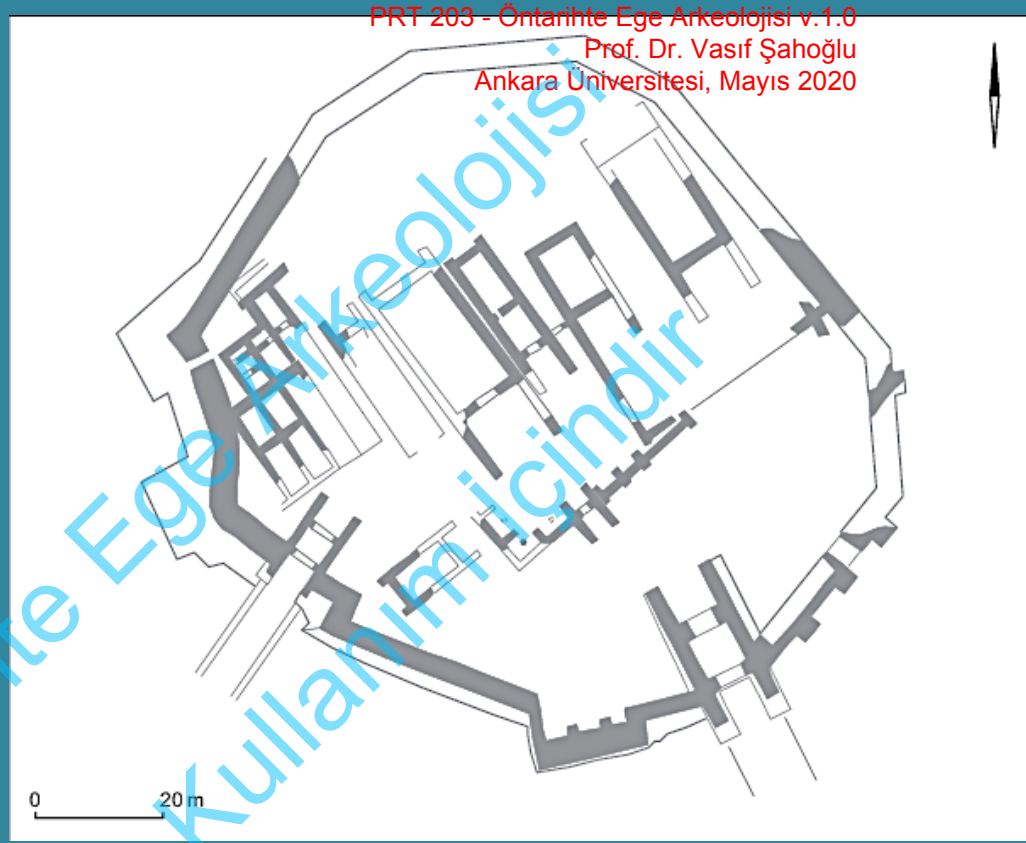 PRT 203 - Öntarihte Ege Arkeolojisi v.1.0
Prof. Dr. Vasıf Şahoğlu
Ankara Üniversitesi, Mayıs 2020
Ege Arkeolojisi
Kullanım içindir
0 20 m